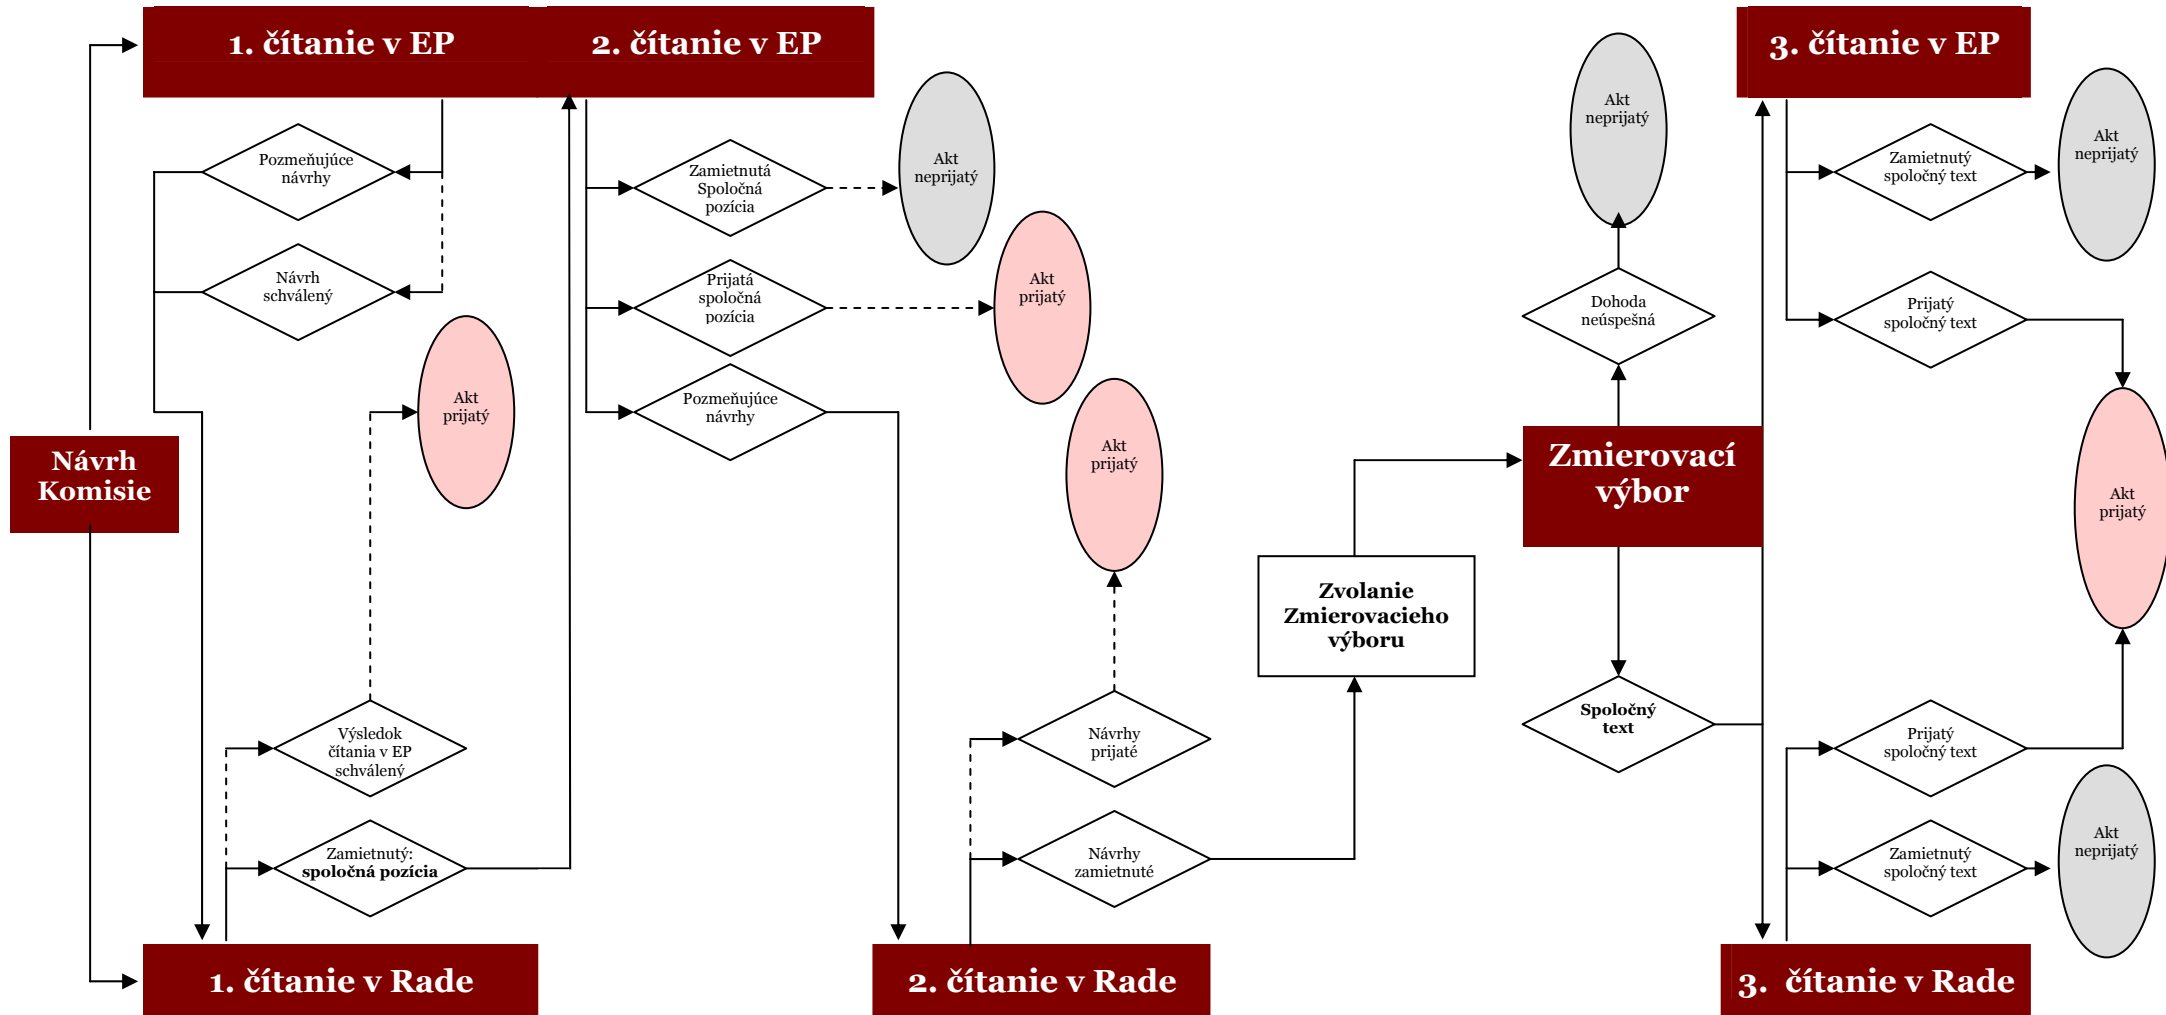 1. čítanie v EP
2. čítanie v EP
3. čítanie v EP
Pozmeňujúce
návrhy
Návrh
schválený
Akt
prijatý
Návrh
Komisie
Výsledok
čítania v EP
schválený
Zamietnutý:
spoločná pozícia
1. čítanie v Rade
Zamietnutá
Spoločná
pozícia
Akt
neprijatý
Prijatá
spoločná
pozícia
Akt
prijatý
Pozmeňujúce
návrhy
Akt
prijatý
Návrhy
prijaté
Návrhy
zamietnuté
2. čítanie v Rade
Zvolanie
Zmierovacieho
výboru
Akt
neprijatý
Dohoda
neúspešná
Zmierovací
výbor
Spoločný
text
Zamietnutý
spoločný text
Akt
neprijatý
Prijatý
spoločný text
Akt
prijatý
Prijatý
spoločný text
Zamietnutý
spoločný text
Akt
neprijatý
3. čítanie v Rade